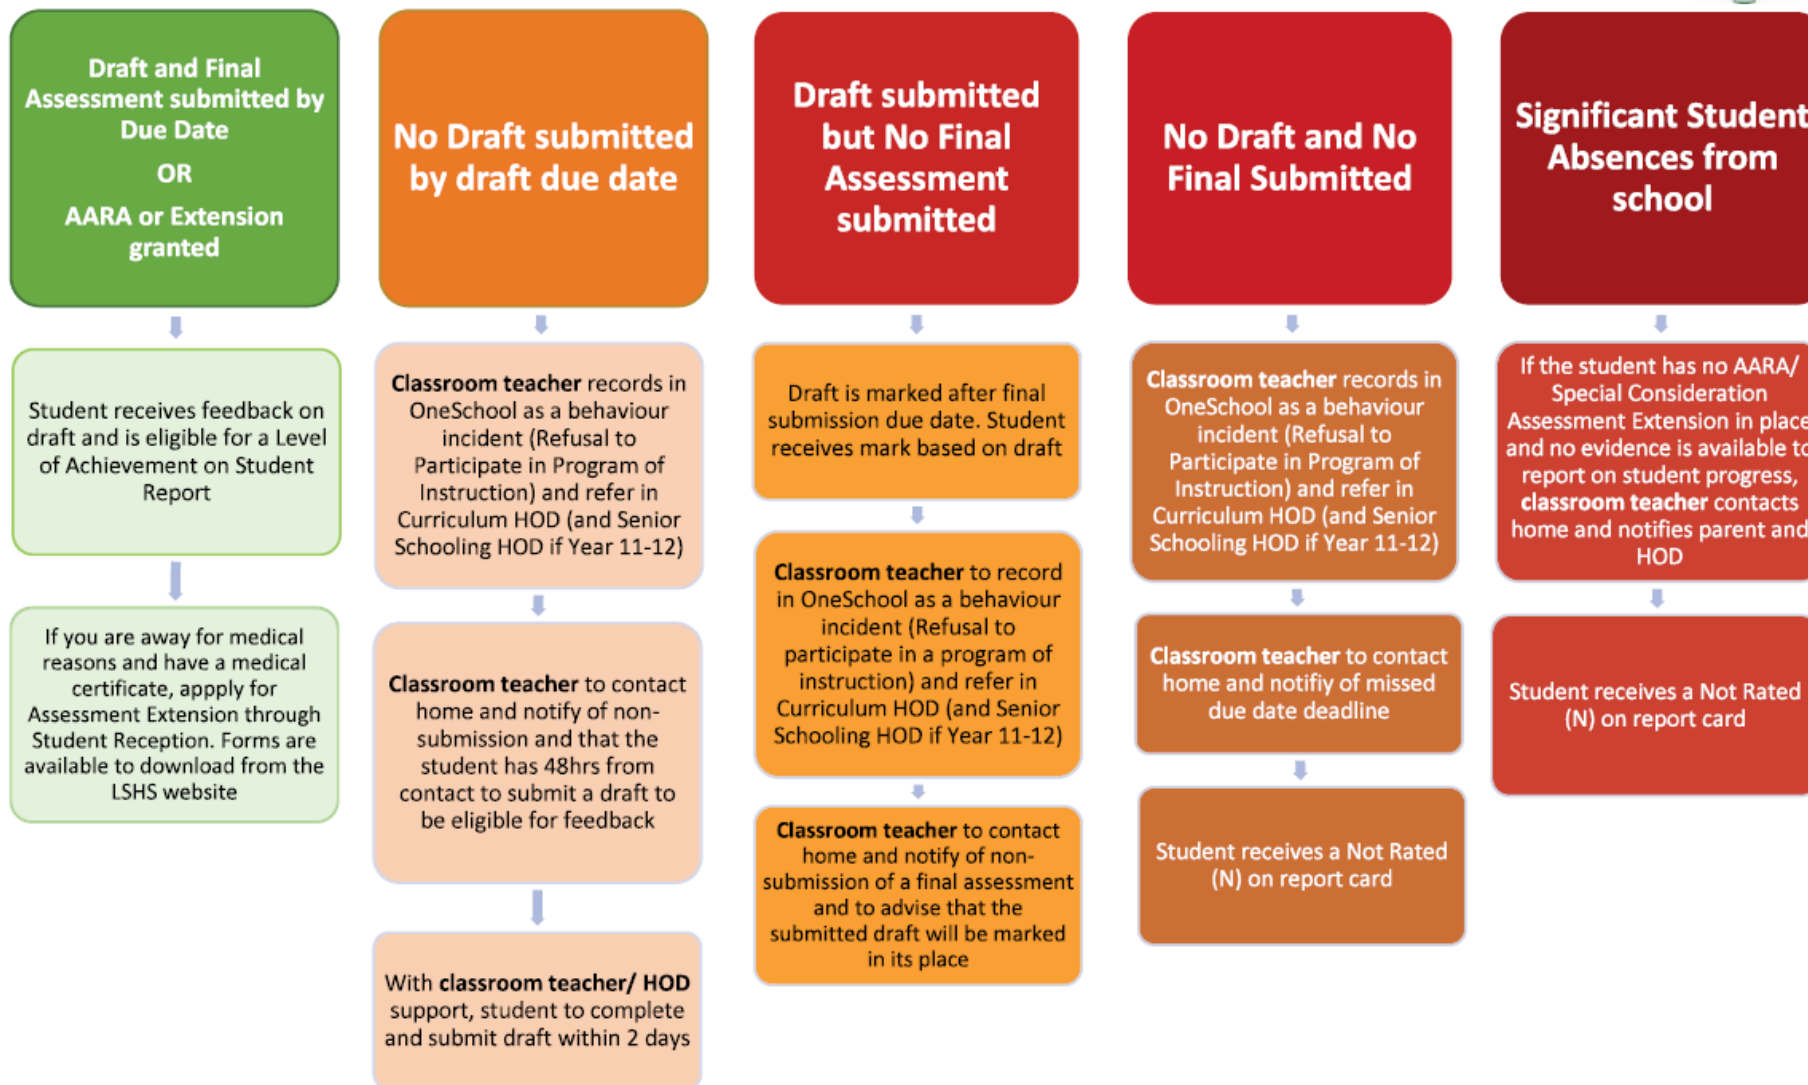 Draft and Final
Assessment submitted by
Due Date
OR
AARA or Extension
granted
Student receives feedback on
draft and is eligible for a Level
of Achievement on Student
Report
If you are away for medical
reasons and have a medical
certificate, appply for
Assessment Extension through
Student Reception. Forms are
available to download from the
LSHS website
No Draft submitted
by draft due date
Classroom teacher records in
OneSchool as a behaviour
incident (Refusal to
Participate in Program of
Instruction) and refer in
Curriculum HOD (and Senior
Schooling HOD if Year 11-12)
Classroom teacher to contact
home and notify of non-
submission and that the
student has 48hrs from
contact to submit a draft to
be eligible for feedback
With classroom teacher/ HOD
support, student to complete
and submit draft within 2 days
Draft submitted
but No Final
Assessment
submitted
Draft is marked after final
submission due date. Student
receives mark based on draft
Classroom teacher to record
in OneSchool as a behaviour
incident (Refusal to
participate in a program of
instruction) and refer in
Curriculum HOD (and Senior
Schooling HOD if Year 11-12)
Classroom teacher to contact
home and notify of non-
submission of a final assessment
and to advise that the
submitted draft will be marked
in its place
No Draft and No
Final Submitted
Classroom teacher records in
OneSchool as a behaviour
incident (Refusal to
Participate in Program of
Instruction) and refer in
Curriculum HOD (and Senior
Schooling HOD if Year 11-12)
Classroom teacher to contact
home and notifiy of missed
due date deadline
Student receives a Not Rated
(N) on report card
Significant Student
Absences from
school
If the student has no AARA/
Special Consideration
Assessment Extension in place
and no evidence is available to
report on student progress,
classroom teacher contacts
home and notifies parent and
HOD
Student receives a Not Rated
(N) on report card